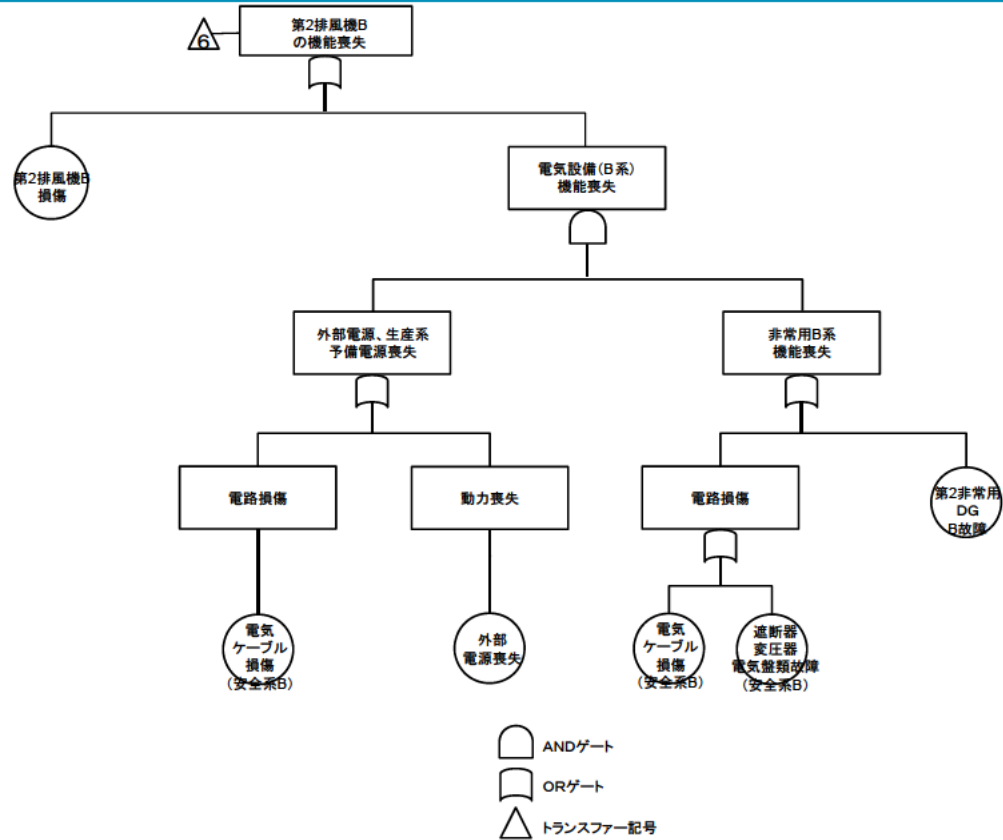 6
第2排風機B
の機能喪失
第2排風機B
損傷
電気設備(B系)
機能喪失
外部電源、生産系
予備電源喪失
非常用B系
機能喪失
電路損傷
動力喪失
電路損傷
第2非常用
DG
B故障
電気
ケーブル
損傷
(安全系B)
外部
電源喪失
電気
ケーブル
損傷
(安全系B)
遮断器
変圧器
電気盤類故障
(安全系B)
ANDゲート
ORゲート
トランスファー記号